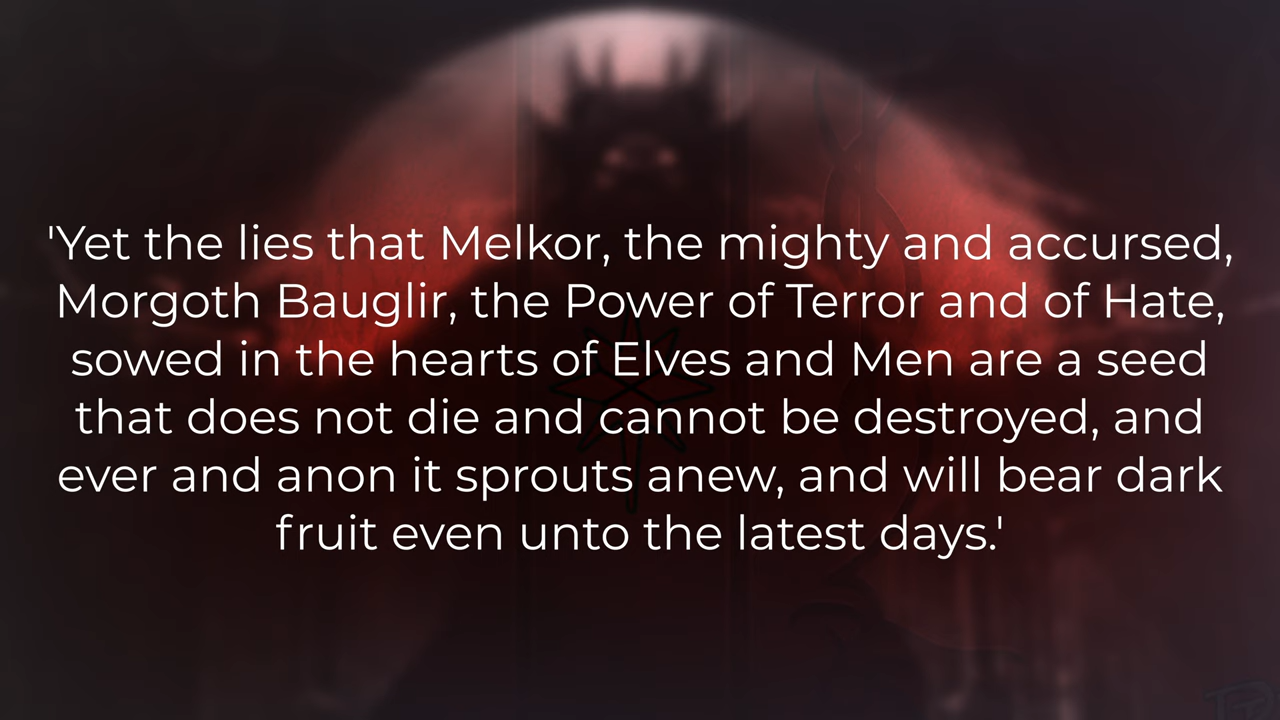 'Yet the lies that Melkor, the mighty and accursed,
Morgoth Bauglir, the Power of Terror and of Hate,
sowed in the hearts of Elves and Men are a seed
that does not die and cannot be destroyed, and
ever and anon it sprouts anew, and will bear dark
fruit even unto the latest days.'